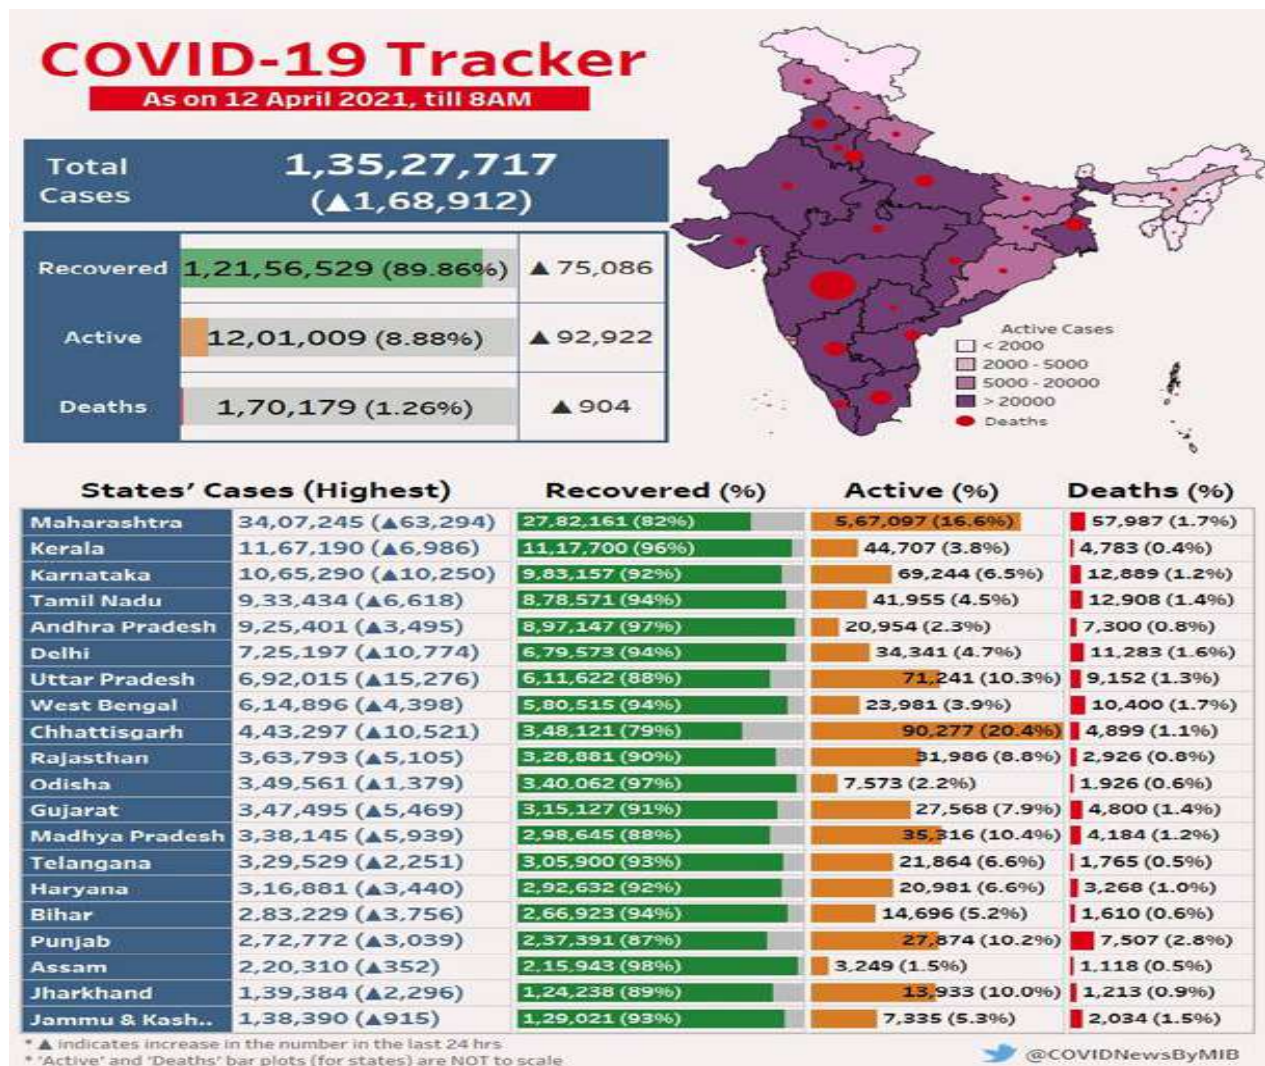 COVID-19 Tracker
As on 12 April 2021, till 8AM
Total Cases 1,35,27,717 (▲1,68,912)
Recovered 1,21,56,529 (89.86%) ▲ 75,086
Active 12,01,009 (8.88%) ▲ 92,922
Deaths 1,70,179 (1.26%) ▲ 904
Active Cases
< 2000
2000 - 5000
5000 - 20000
> 20000
Deaths
States' Cases (Highest) Recovered (%) Active (%) Deaths (%)
Maharashtra 34,07,245 (▲63,294) 27,82,161 (82%) 5,67,097 (16.6%) 57,987 (1.7%)
Kerala 11,67,190 (▲6,986) 11,17,700 (96%) 44,707 (3.8%) 4,783 (0.4%)
Karnataka 10,65,290 (▲10,250) 9,83,157 (92%) 69,244 (6.5%) 12,889 (1.2%)
Tamil Nadu 9,33,434 (▲6,618) 8,78,571 (94%) 41,955 (4.5%) 12,908 (1.4%)
Andhra Pradesh 9,25,401 (▲3,495) 8,97,147 (97%) 20,954 (2.3%) 7,300 (0.8%)
Delhi 7,25,197 (▲10,774) 6,79,573 (94%) 34,341 (4.7%) 11,283 (1.6%)
Uttar Pradesh 6,92,015 (▲15,276) 6,11,622 (88%) 71,241 (10.3%) 9,152 (1.3%)
West Bengal 6,14,896 (▲4,398) 5,80,515 (94%) 23,981 (3.9%) 10,400 (1.7%)
Chhattisgarh 4,43,297 (▲10,521) 3,48,121 (79%) 90,277 (20.4%) 4,899 (1.1%)
Rajasthan 3,63,793 (▲5,105) 3,28,881 (90%) 31,986 (8.8%) 2,926 (0.8%)
Odisha 3,49,561 (▲1,379) 3,40,062 (97%) 7,573 (2.2%) 1,926 (0.6%)
Gujarat 3,47,495 (▲5,469) 3,15,127 (91%) 27,568 (7.9%) 4,800 (1.4%)
Madhya Pradesh 3,38,145 (▲5,939) 2,98,645 (88%) 35,316 (10.4%) 4,184 (1.2%)
Telangana 3,29,529 (▲2,251) 3,05,900 (93%) 21,864 (6.6%) 1,765 (0.5%)
Haryana 3,16,881 (▲3,440) 2,92,632 (92%) 20,981 (6.6%) 3,268 (1.0%)
Bihar 2,83,229 (▲3,756) 2,66,923 (94%) 14,696 (5.2%) 1,610 (0.6%)
Punjab 2,72,772 (▲3,039) 2,37,391 (87%) 27,874 (10.2%) 7,507 (2.8%)
Assam 2,20,310 (▲352) 2,15,943 (98%) 3,249 (1.5%) 1,118 (0.5%)
Jharkhand 1,39,384 (▲2,296) 1,24,238 (89%) 13,933 (10.0%) 1,213 (0.9%)
Jammu & Kash.. 1,38,390 (▲915) 1,29,021 (93%) 7,335 (5.3%) 2,034 (1.5%)
* ▲ indicates increase in the number in the last 24 hrs
* 'Active' and 'Deaths' bar plots (for states) are NOT to scale
@COVIDNewsByMIB